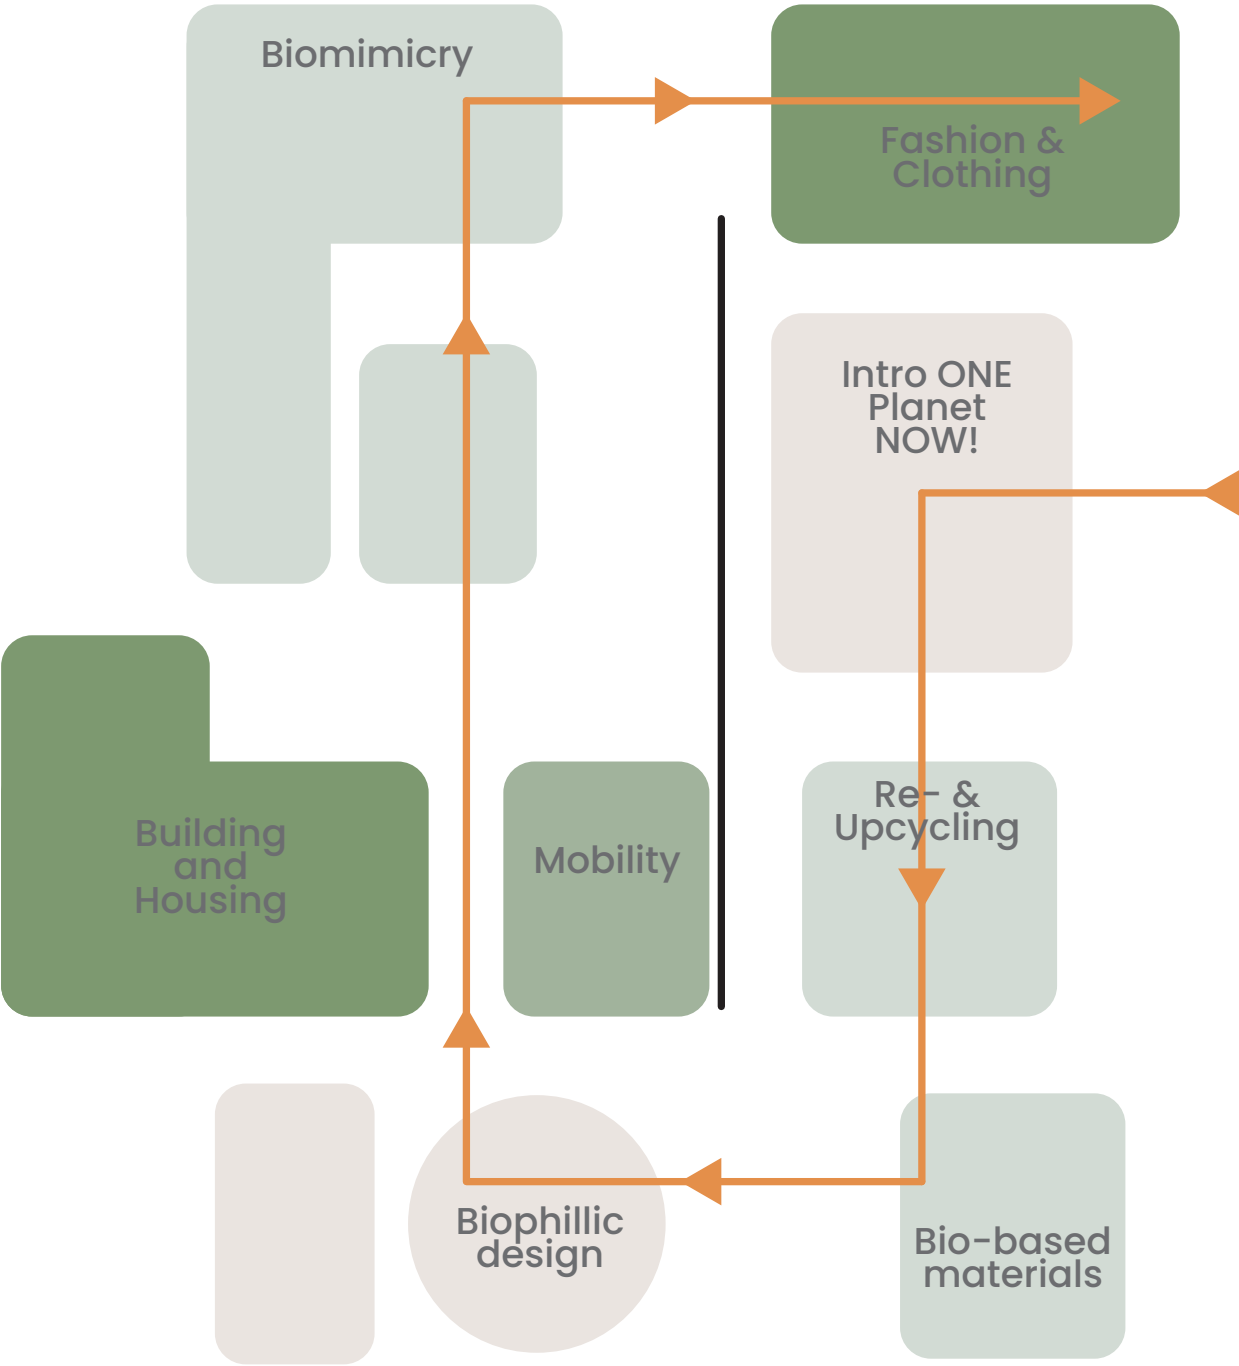 Biomimicry
Fashion &
Clothing
Intro ONE
Planet
NOW!
Building
and
Housing
Mobility
Re- &
Upcycling
Biophillic
design
Bio-based
materials